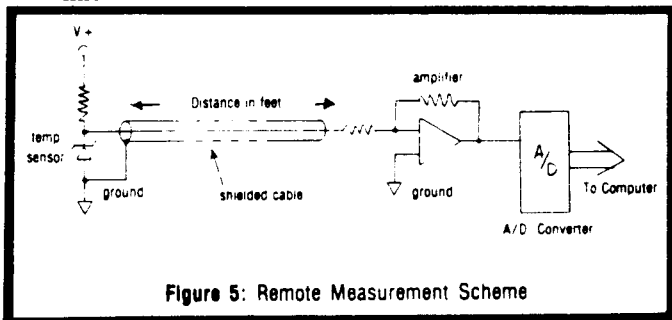 V +
amplifier
Distance in feet
temp
sensor
A/D
To Computer
ground
shielded cable
ground
A/D Converter
Figure 5: Remote Measurement Scheme